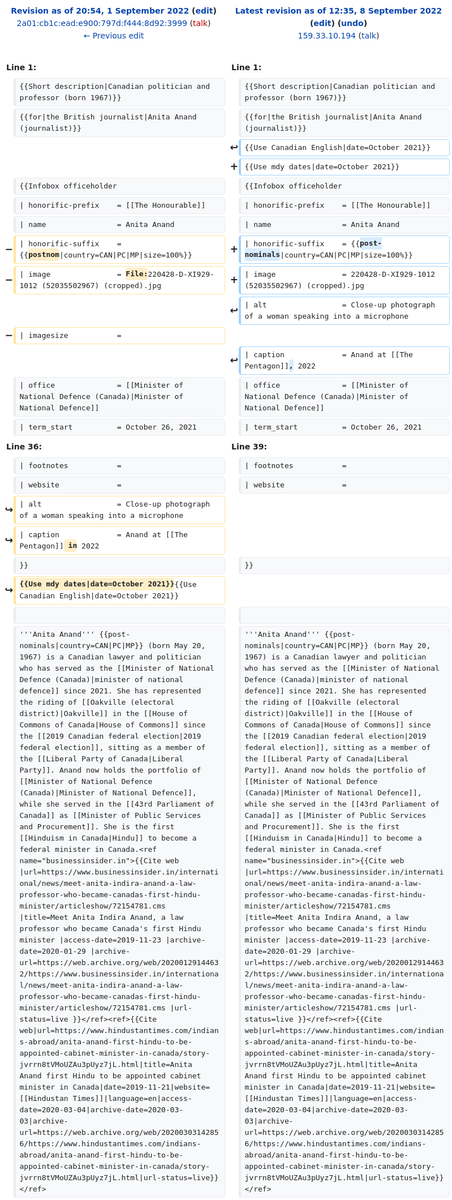 Revision as of 20:54, 1 September 2022 (edit)
2a01:cb1c:ead:e900:797d:f444:8d92:3999 (talk)
← Previous edit
Latest revision as of 12:35, 8 September 2022
(edit) (undo)
159.33.10.194 (talk)
Line 1:
Line 1:
{{Short description|Canadian politician and
professor (born 1967)}}
{{Short description|Canadian politician and
professor (born 1967)}}
{{for|the British journalist|Anita Anand
(journalist)}}
{{for|the British journalist|Anita Anand
(journalist)}}
↩ {{Use Canadian English|date=October 2021}}
+ {{Use mdy dates|date=October 2021}}
{{Infobox officeholder
{{Infobox officeholder
| honorific-prefix = [[The Honourable]]
| honorific-prefix = [[The Honourable]]
| name = Anita Anand
| name = Anita Anand
− | honorific-suffix =
{{postnom|country=CAN|PC|MP|size=100%}}
+ | honorific-suffix = {{post-
nominals|country=CAN|PC|MP|size=100%}}
− | image = File:220428-D-XI929-
1012 (52035502967) (cropped).jpg
+ | image = 220428-D-XI929-1012
(52035502967) (cropped).jpg
↩ | alt = Close-up photograph
of a woman speaking into a microphone
− | imagesize =
↩ | caption = Anand at [[The
Pentagon]], 2022
| office = [[Minister of
National Defence (Canada)|Minister of
National Defence]]
| office = [[Minister of
National Defence (Canada)|Minister of
National Defence]]
| term_start = October 26, 2021
| term_start = October 26, 2021
Line 36:
Line 39:
| footnotes =
| footnotes =
| website =
| website =
↪ | alt = Close-up photograph
of a woman speaking into a microphone
↪ | caption = Anand at [[The
Pentagon]] in 2022
}}
}}
↪ {{Use mdy dates|date=October 2021}}{{Use
Canadian English|date=October 2021}}
'''Anita Anand''' {{post-
nominals|country=CAN|PC|MP}} (born May 20,
1967) is a Canadian lawyer and politician
who has served as the [[Minister of National
Defence (Canada)|minister of national
defence]] since 2021. She has represented
the riding of [[Oakville (electoral
district)|Oakville]] in the [[House of
Commons of Canada|House of Commons]] since
the [[2019 Canadian federal election|2019
federal election]], sitting as a member of
the [[Liberal Party of Canada|Liberal
Party]]. Anand now holds the portfolio of
[[Minister of National Defence
(Canada)|Minister of National Defence]],
while she served in the [[43rd Parliament of
Canada]] as [[Minister of Public Services
and Procurement]]. She is the first
[[Hinduism in Canada|Hindu]] to become a
federal minister in Canada.<ref
name="businessinsider.in">{{Cite web
|url=https://www.businessinsider.in/internati
onal/news/meet-anita-indira-anand-a-law-
professor-who-became-canadas-first-hindu-
minister/articleshow/72154781.cms
|title=Meet Anita Indira Anand, a law
professor who became Canada's first Hindu
minister |access-date=2019-11-23 |archive-
date=2020-01-29 |archive-
url=https://web.archive.org/web/2020012914463
2/https://www.businessinsider.in/internationa
l/news/meet-anita-indira-anand-a-law-
professor-who-became-canadas-first-hindu-
minister/articleshow/72154781.cms |url-
status=live }}</ref><ref>{{Cite
web|url=https://www.hindustantimes.com/indian
s-abroad/anita-anand-first-hindu-to-be-
appointed-cabinet-minister-in-canada/story-
jvrrn8tVMoUZAu3pUyz7jL.html|title=Anita
Anand first Hindu to be appointed cabinet
minister in Canada|date=2019-11-21|website=
[[Hindustan Times]]|language=en|access-
date=2020-03-04|archive-date=2020-03-
03|archive-
url=https://web.archive.org/web/2020030314285
6/https://www.hindustantimes.com/indians-
abroad/anita-anand-first-hindu-to-be-
appointed-cabinet-minister-in-canada/story-
jvrrn8tVMoUZAu3pUyz7jL.html|url-status=live}}
</ref>
'''Anita Anand''' {{post-
nominals|country=CAN|PC|MP}} (born May 20,
1967) is a Canadian lawyer and politician
who has served as the [[Minister of National
Defence (Canada)|minister of national
defence]] since 2021. She has represented
the riding of [[Oakville (electoral
district)|Oakville]] in the [[House of
Commons of Canada|House of Commons]] since
the [[2019 Canadian federal election|2019
federal election]], sitting as a member of
the [[Liberal Party of Canada|Liberal
Party]]. Anand now holds the portfolio of
[[Minister of National Defence
(Canada)|Minister of National Defence]],
while she served in the [[43rd Parliament of
Canada]] as [[Minister of Public Services
and Procurement]]. She is the first
[[Hinduism in Canada|Hindu]] to become a
federal minister in Canada.<ref
name="businessinsider.in">{{Cite web
|url=https://www.businessinsider.in/internati
onal/news/meet-anita-indira-anand-a-law-
professor-who-became-canadas-first-hindu-
minister/articleshow/72154781.cms
|title=Meet Anita Indira Anand, a law
professor who became Canada's first Hindu
minister |access-date=2019-11-23 |archive-
date=2020-01-29 |archive-
url=https://web.archive.org/web/2020012914463
2/https://www.businessinsider.in/internationa
l/news/meet-anita-indira-anand-a-law-
professor-who-became-canadas-first-hindu-
minister/articleshow/72154781.cms |url-
status=live }}</ref><ref>{{Cite
web|url=https://www.hindustantimes.com/indian
s-abroad/anita-anand-first-hindu-to-be-
appointed-cabinet-minister-in-canada/story-
jvrrn8tVMoUZAu3pUyz7jL.html|title=Anita
Anand first Hindu to be appointed cabinet
minister in Canada|date=2019-11-21|website=
[[Hindustan Times]]|language=en|access-
date=2020-03-04|archive-date=2020-03-
03|archive-
url=https://web.archive.org/web/2020030314285
6/https://www.hindustantimes.com/indians-
abroad/anita-anand-first-hindu-to-be-
appointed-cabinet-minister-in-canada/story-
jvrrn8tVMoUZAu3pUyz7jL.html|url-status=live}}
</ref>